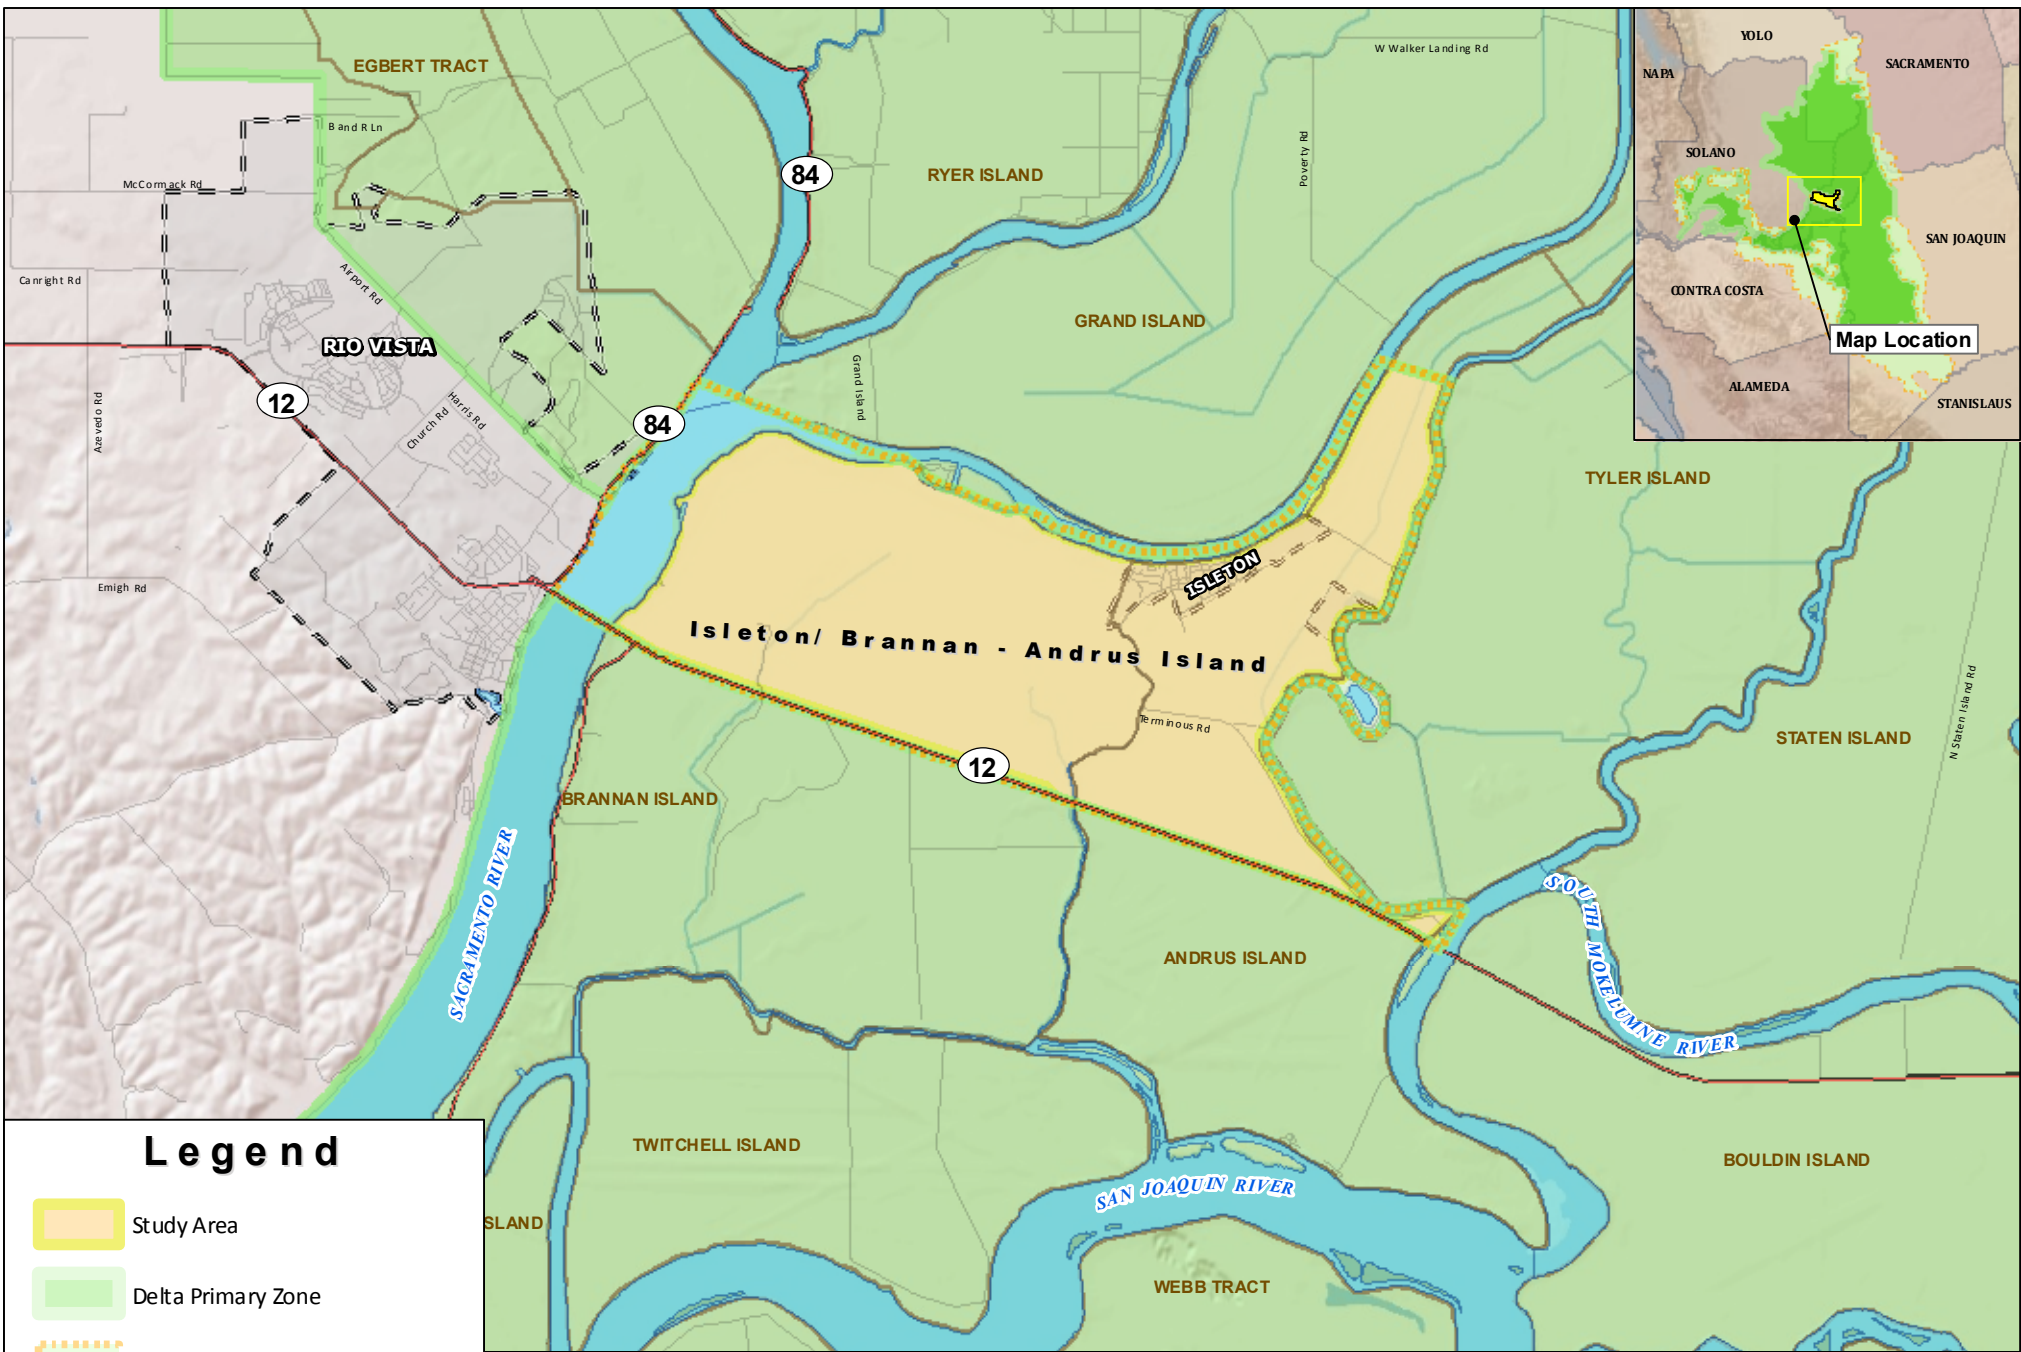 EGBERT TRACT
B and R Ln
McCormack Rd
Canright Rd
Airport Rd
RIO VISTA
12
Azevedo Rd
Church Rd
Harris Rd
Emigh Rd
84
84
RYER ISLAND
W Walker Landing Rd
Poverty Rd
GRAND ISLAND
Grand Island
TYLER ISLAND
ISLETON
Isleton/ Brannan - Andrus Island
Terminous Rd
12
BRANNAN ISLAND
STATEN ISLAND
N Staten Island Rd
SACRAMENTO RIVER
SOUTH MOKELUMNE RIVER
ANDRUS ISLAND
TWITCHELL ISLAND
SAN JOAQUIN RIVER
BOULDIN ISLAND
WEBB TRACT
SLAND
YOLO
NAPA
SACRAMENTO
SOLANO
SAN JOAQUIN
CONTRA COSTA
Map Location
ALAMEDA
STANISLAUS
Legend
Study Area
Delta Primary Zone